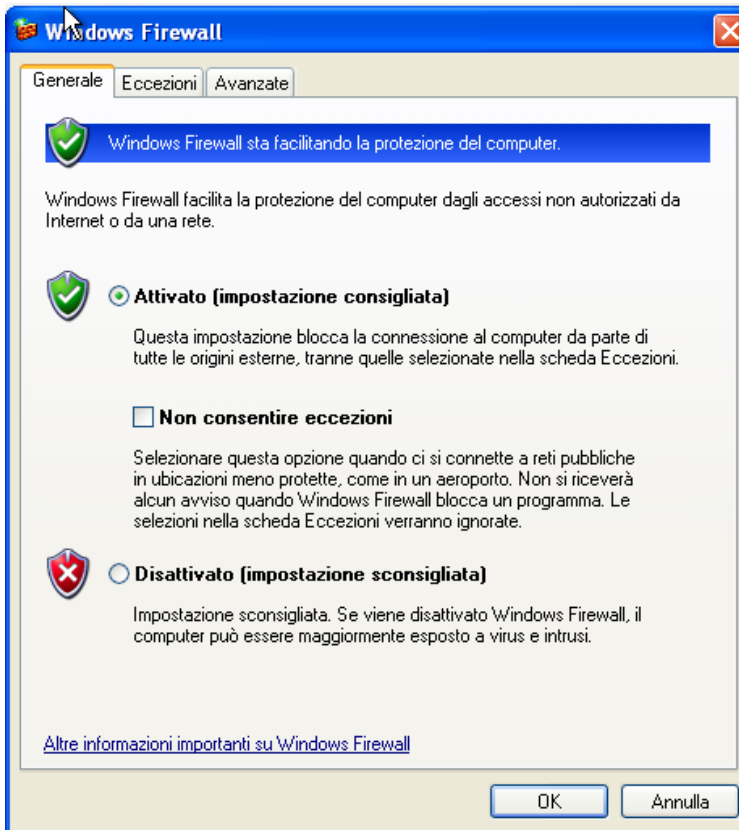 Windows Firewall
Generale
Eccezioni
Avanzate
Windows Firewall sta facilitando la protezione del computer.
Windows Firewall facilita la protezione del computer dagli accessi non autorizzati da
Internet o da una rete.
Attivato (impostazione consigliata)
Questa impostazione blocca la connessione al computer da parte di
tutte le origini esterne, tranne quelle selezionate nella scheda Eccezioni.
Non consentire eccezioni
Selezionare questa opzione quando ci si connette a reti pubbliche
in ubicazioni meno protette, come in un aeroporto. Non si riceverà
alcun avviso quando Windows Firewall blocca un programma. Le
selezioni nella scheda Eccezioni verranno ignorate.
Disattivato (impostazione sconsigliata)
Impostazione sconsigliata. Se viene disattivato Windows Firewall, il
computer può essere maggiormente esposto a virus e intrusi.
Altre informazioni importanti su Windows Firewall
OK
Annulla